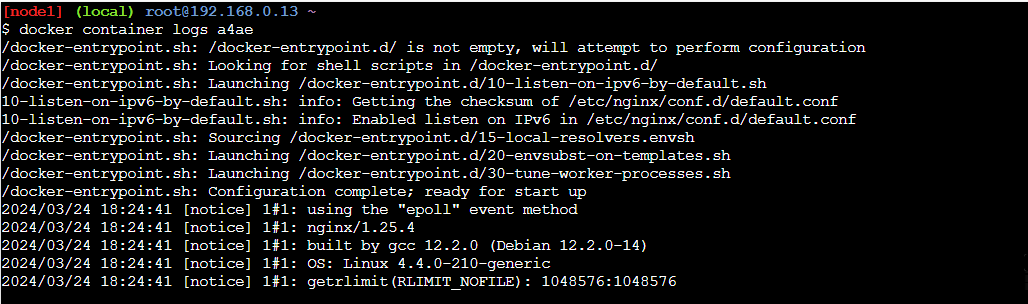 [node1] (local) root@192.168.0.13 ~
$ docker container logs a4ae
/docker-entrypoint.sh: /docker-entrypoint.d/ is not empty, will attempt to perform configuration
/docker-entrypoint.sh: Looking for shell scripts in /docker-entrypoint.d/
/docker-entrypoint.sh: Launching /docker-entrypoint.d/10-listen-on-ipv6-by-default.sh
10-listen-on-ipv6-by-default.sh: info: Getting the checksum of /etc/nginx/conf.d/default.conf
10-listen-on-ipv6-by-default.sh: info: Enabled listen on IPv6 in /etc/nginx/conf.d/default.conf
/docker-entrypoint.sh: Sourcing /docker-entrypoint.d/15-local-resolvers.envsh
/docker-entrypoint.sh: Launching /docker-entrypoint.d/20-envsubst-on-templates.sh
/docker-entrypoint.sh: Launching /docker-entrypoint.d/30-tune-worker-processes.sh
/docker-entrypoint.sh: Configuration complete; ready for start up
2024/03/24 18:24:41 [notice] 1#1: using the "epoll" event method
2024/03/24 18:24:41 [notice] 1#1: nginx/1.25.4
2024/03/24 18:24:41 [notice] 1#1: built by gcc 12.2.0 (Debian 12.2.0-14)
2024/03/24 18:24:41 [notice] 1#1: OS: Linux 4.4.0-210-generic
2024/03/24 18:24:41 [notice] 1#1: getrlimit(RLIMIT_NOFILE): 1048576:1048576